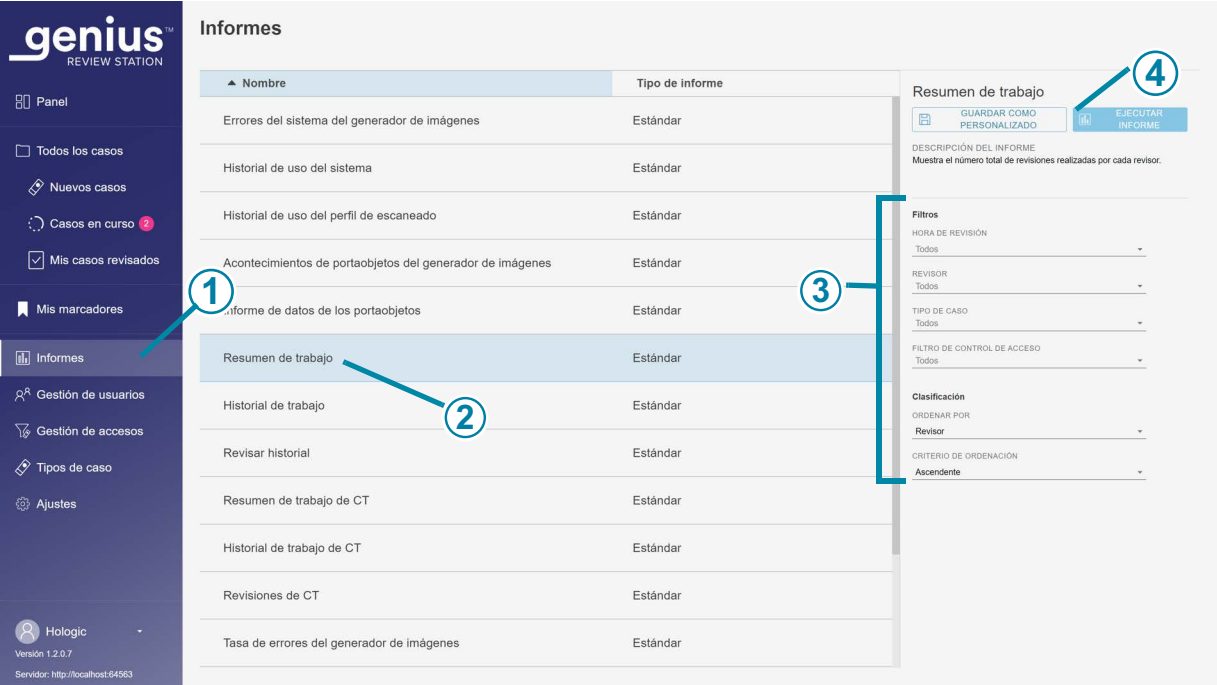 genius™
REVIEW STATION
Panel
Todos los casos
Nuevos casos
Casos en curso 2
Mis casos revisados
Mis marcadores
Informes
Gestión de usuarios
Gestión de accesos
Tipos de caso
Ajustes
Hologic
Versión 1.2.0.7
Servidor: http://localhost:64563
Informes
Nombre Tipo de informe
Errores del sistema del generador de imágenes Estándar
Historial de uso del sistema Estándar
Historial de uso del perfil de escaneado Estándar
Acontecimientos de portaobjetos del generador de imágenes Estándar
Informe de datos de los portaobjetos Estándar
Resumen de trabajo Estándar
Historial de trabajo Estándar
Revisar historial Estándar
Resumen de trabajo de CT Estándar
Historial de trabajo de CT Estándar
Revisiones de CT Estándar
Tasa de errores del generador de imágenes Estándar
1
2
3
4
Resumen de trabajo
GUARDAR COMO
PERSONALIZADO
EJECUTAR
INFORME
DESCRIPCIÓN DEL INFORME
Muestra el número total de revisiones realizadas por cada revisor.
Filtros
HORA DE REVISIÓN
Todos
REVISOR
Todos
TIPO DE CASO
Todos
FILTRO DE CONTROL DE ACCESO
Todos
Clasificación
ORDENAR POR
Revisor
CRITERIO DE ORDENACIÓN
Ascendente